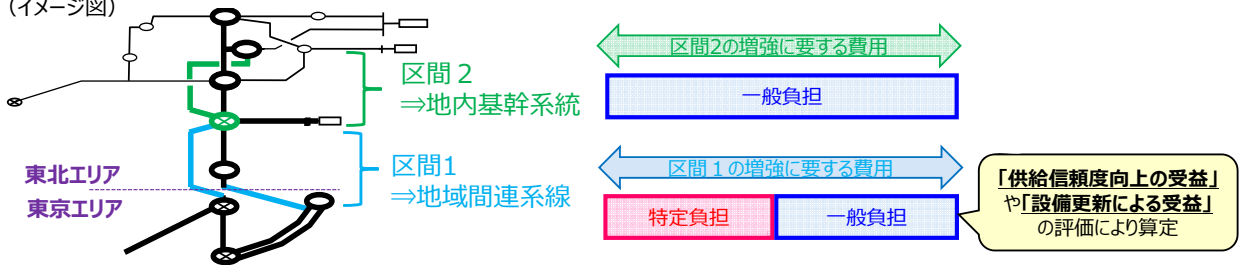 （イメージ図）
区間２
⇒地内基幹系統
区間1
⇒地域間連系線
東北エリア
東京エリア
区間2の増強に要する費用
一般負担
区間１の増強に要する費用
特定負担
一般負担
「供給信頼度向上の受益」
や「設備更新による受益」
の評価により算定